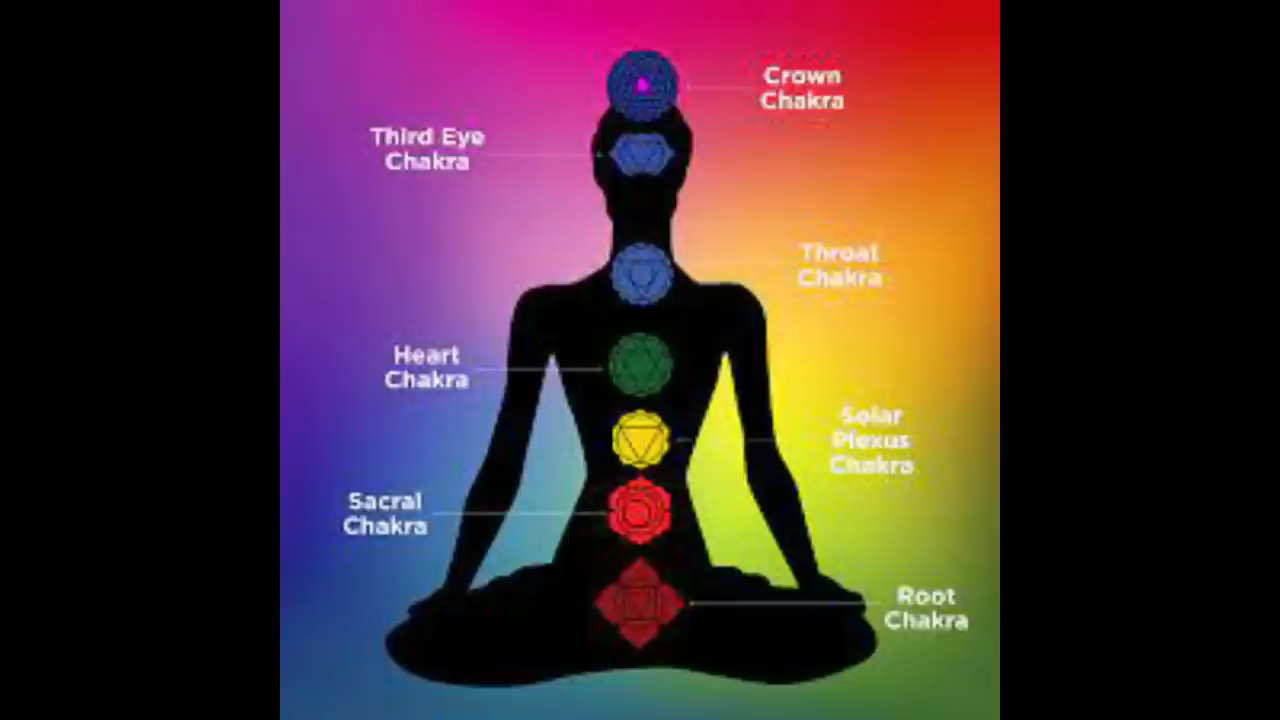 Crown
Chakra
Third Eye
Chakra
Throat
Chakra
Heart
Chakra
Solar
Plexus
Chakra
Sacral
Chakra
Root
Chakra